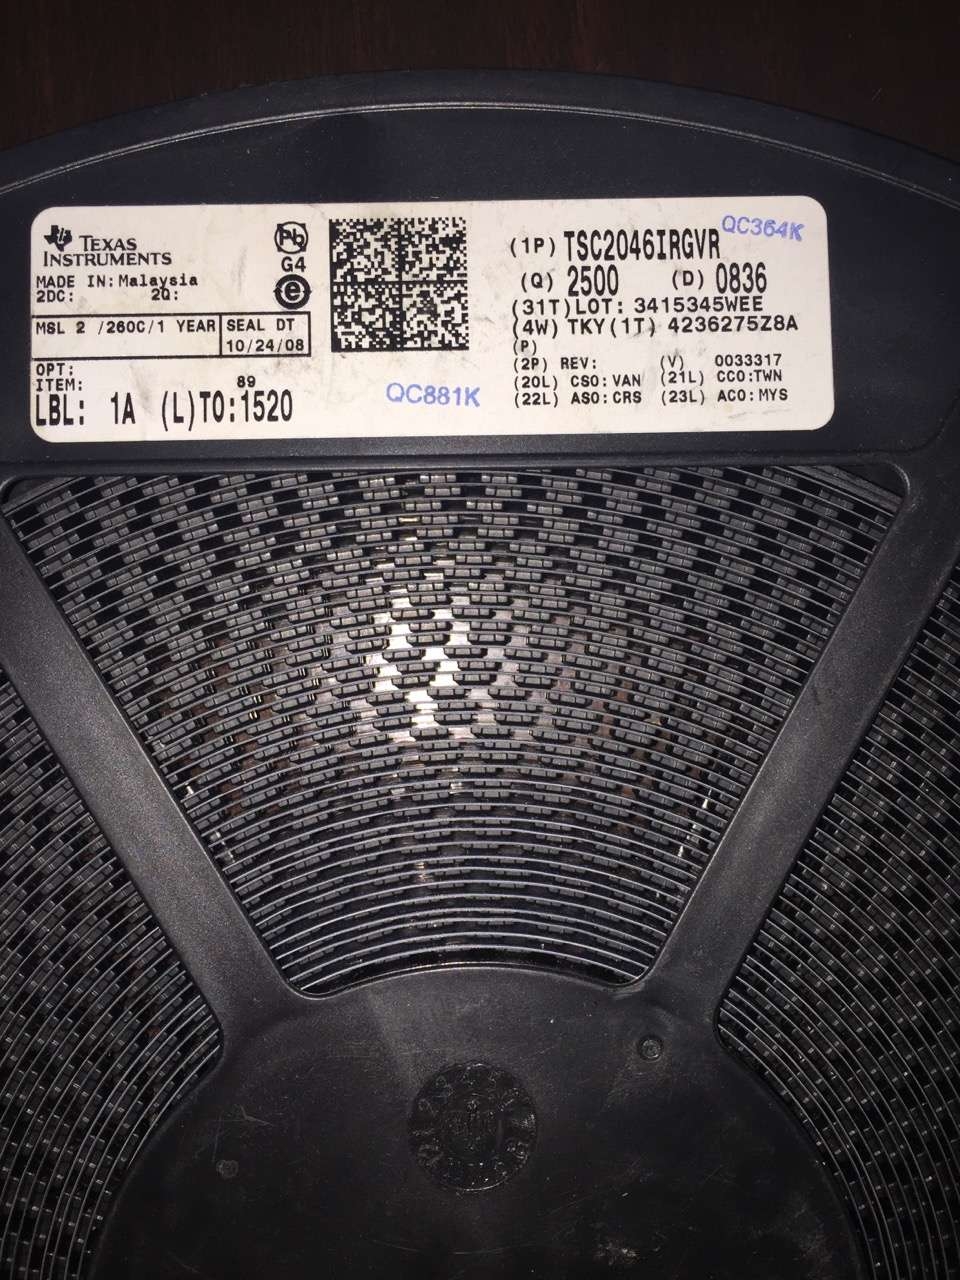 TEXAS
INSTRUMENTS
MADE IN: Malaysia
2DC: 2Q:
MSL 2 /260C/1 YEAR
SEAL DT
10/24/08
OPT:
ITEM:
89
LBL: 1A (L)TO:1520
Pb
G4
e
QC881K
QC364K
(1P) TSC2046IRGVR
(Q) 2500 (D) 0836
(31T)LOT: 3415345WEE
(4W) TKY(1T) 4236275Z8A
(P)
(2P) REV: (V) 0033317
(20L) CSO:VAN (21L) CCO:TWN
(22L) ASO:CRS (23L) ACO:MYS